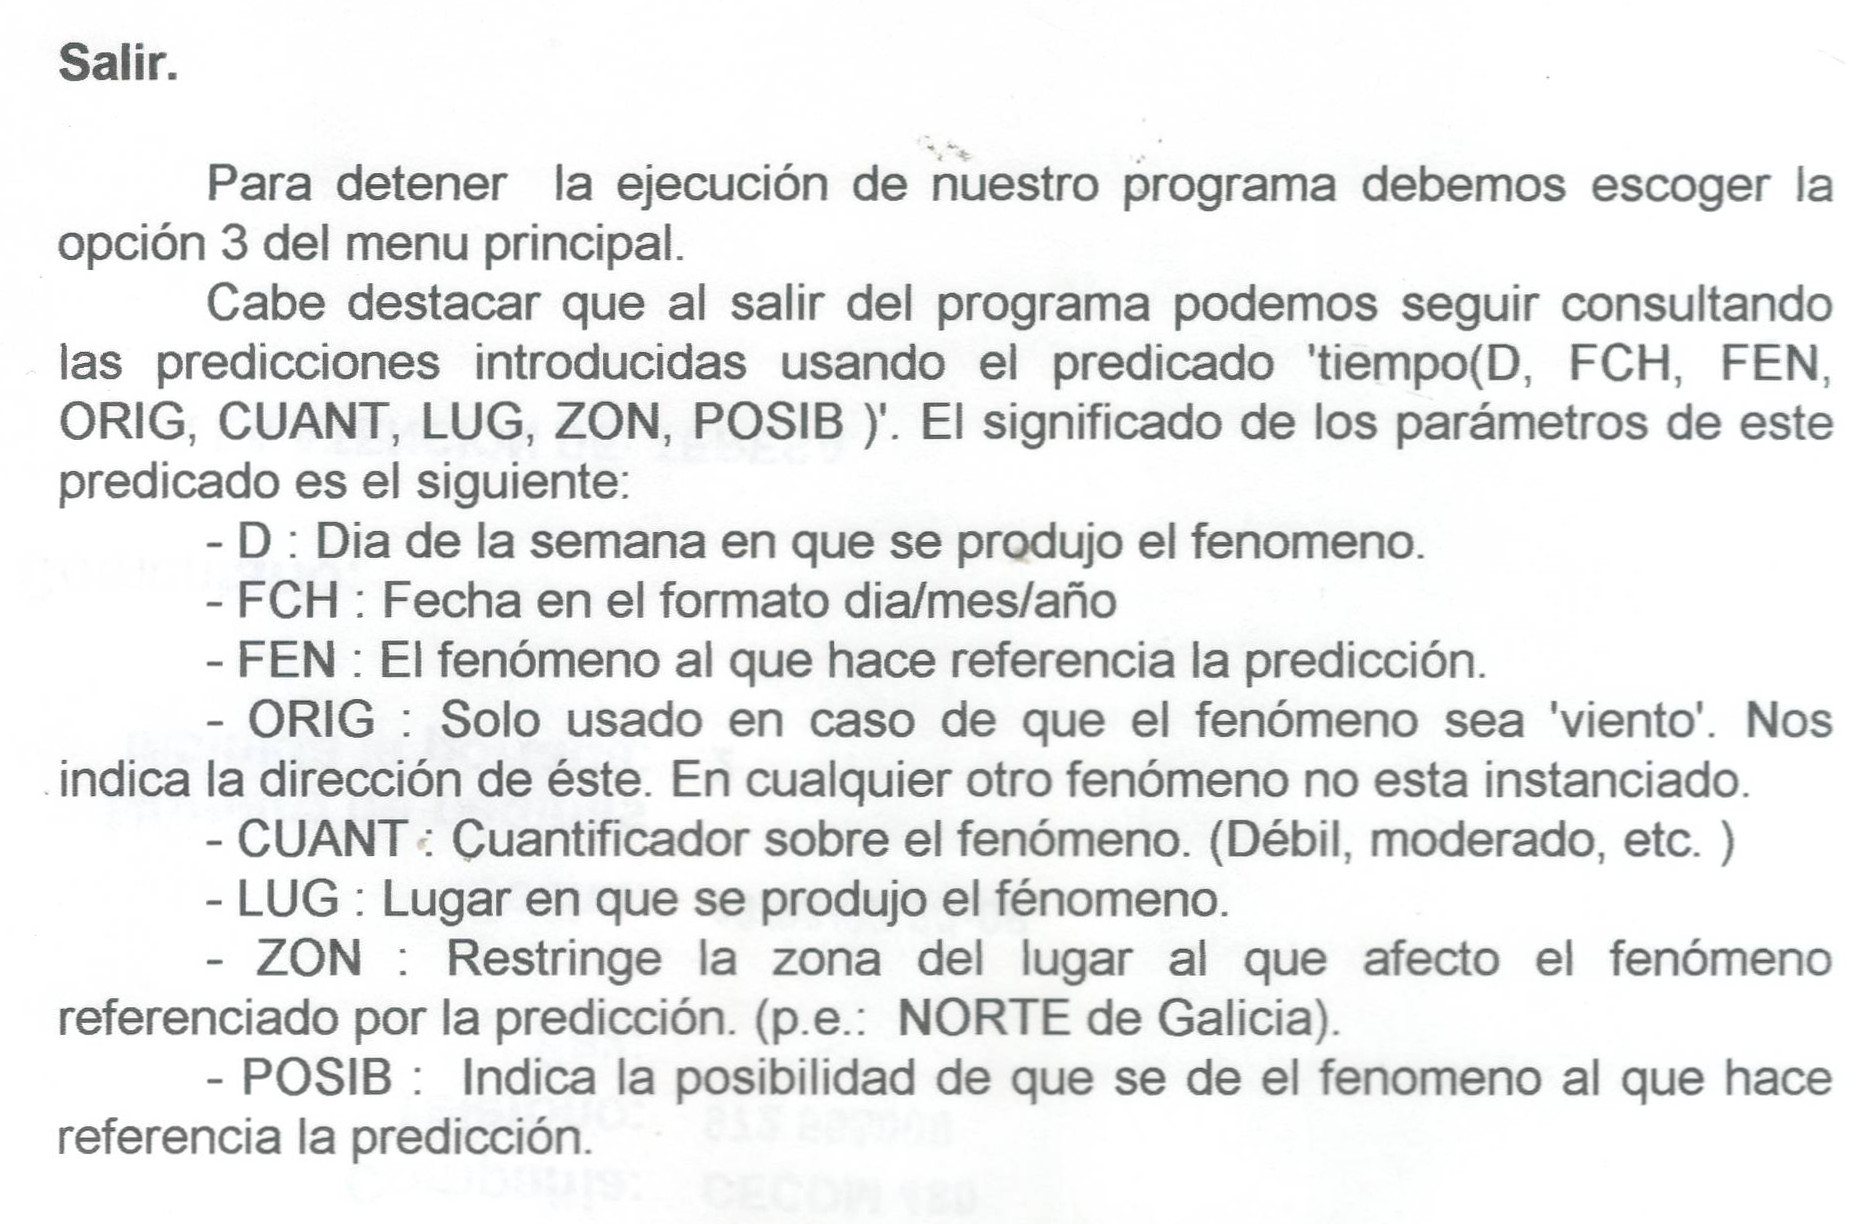 Salir.
Para detener la ejecución de nuestro programa debemos escoger la
opción 3 del menu principal.
Cabe destacar que al salir del programa podemos seguir consultando
las predicciones introducidas usando el predicado 'tiempo(D, FCH, FEN,
ORIG, CUANT, LUG, ZON, POSIB )'. El significado de los parámetros de este
predicado es el siguiente:
- D : Dia de la semana en que se produjo el fenomeno.
- FCH : Fecha en el formato dia/mes/año
- FEN : El fenómeno al que hace referencia la predicción.
- ORIG : Solo usado en caso de que el fenómeno sea 'viento'. Nos
indica la dirección de éste. En cualquier otro fenómeno no esta instanciado.
- CUANT : Cuantificador sobre el fenómeno. (Débil, moderado, etc. )
- LUG : Lugar en que se produjo el fénomeno.
- ZON : Restringe la zona del lugar al que afecto el fenómeno
referenciado por la predicción. (p.e.: NORTE de Galicia).
- POSIB : Indica la posibilidad de que se de el fenomeno al que hace
referencia la predicción.